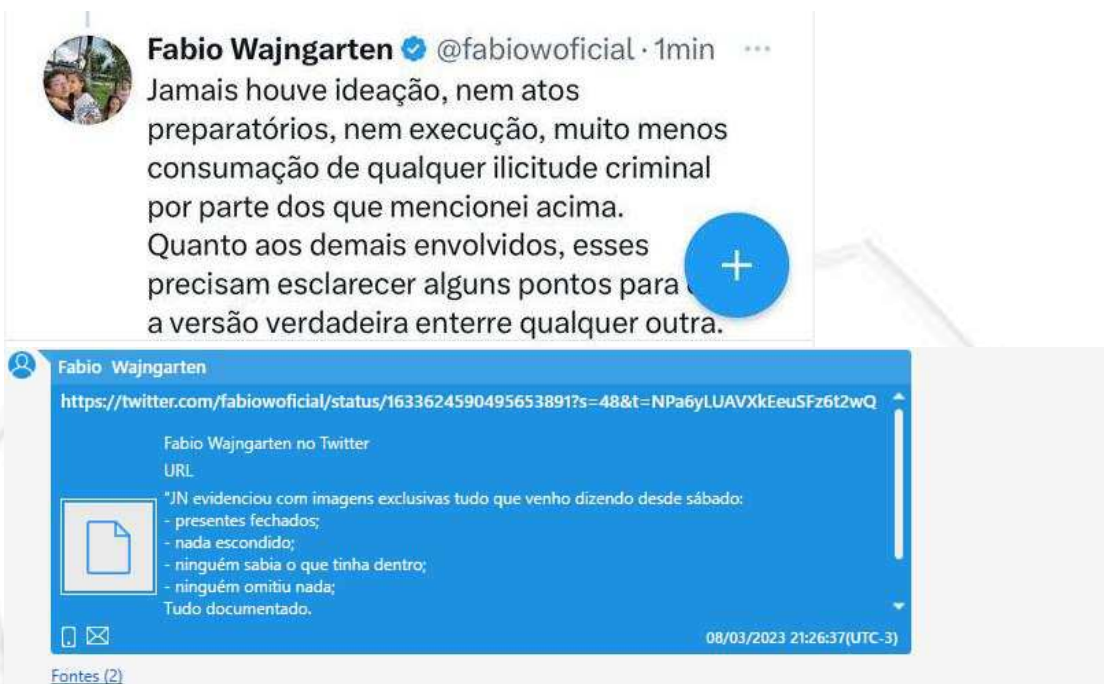 Fabio Wajngarten @fabiowoficial · 1min ...
Jamais houve ideação, nem atos
preparatórios, nem execução, muito menos
consumação de qualquer ilicitude criminal
por parte dos que mencionei acima.
Quanto aos demais envolvidos, esses
precisam esclarecer alguns pontos para
a versão verdadeira enterre qualquer outra.
Fabio Wajngarten
https://twitter.com/fabiowoficial/status/1633624590495653891?s=48&t=NPa6yLUAVXkEeuSFz6t2wQ
Fabio Wajngarten no Twitter
URL
"JN evidenciou com imagens exclusivas tudo que venho dizendo desde sábado:
- presentes fechados;
- nada escondido;
- ninguém sabia o que tinha dentro;
- ninguém omitiu nada;
Tudo documentado.
08/03/2023 21:26:37(UTC-3)
Fontes (2)